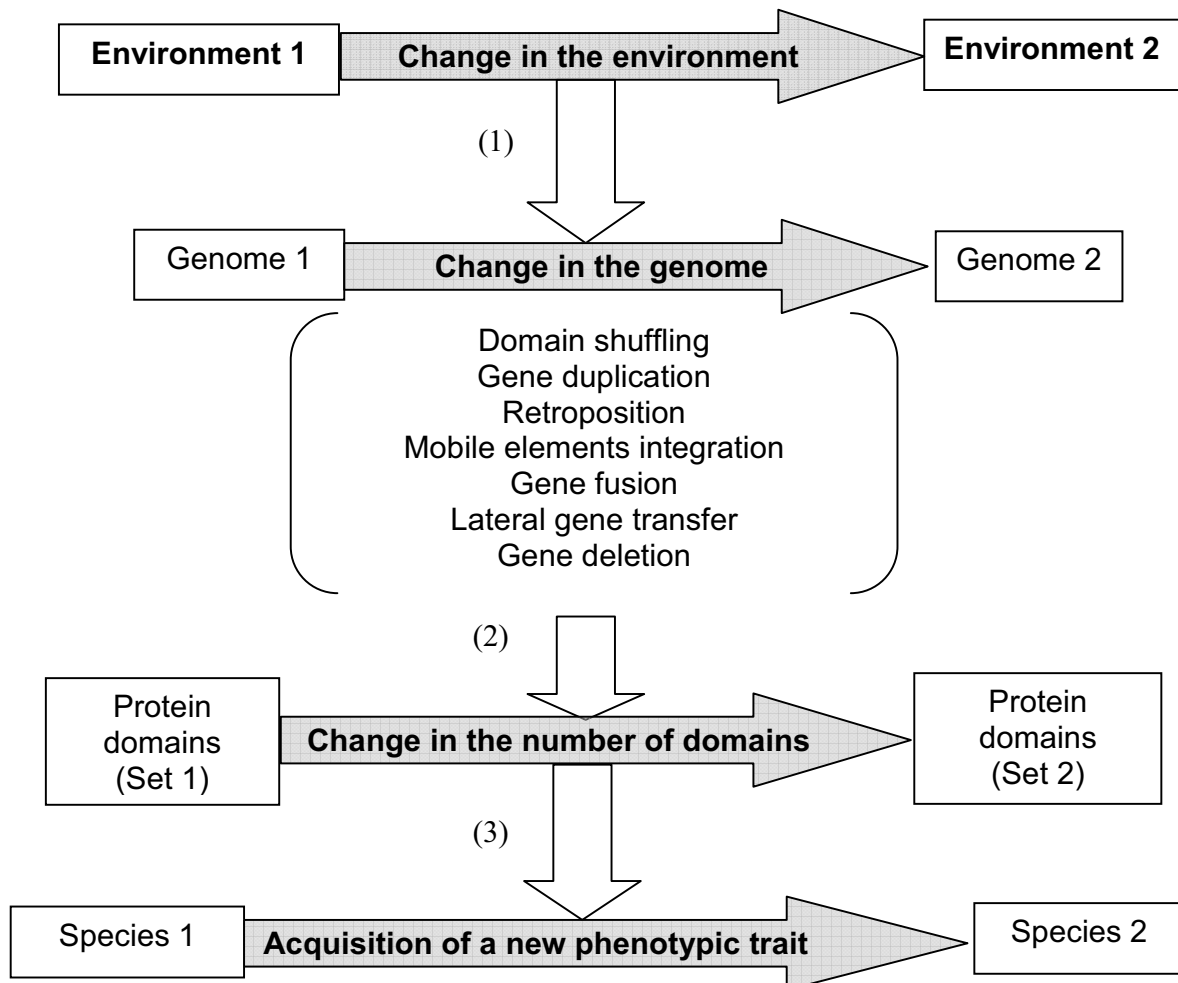 Environment 1
Change in the environment
Environment 2
(1)
Genome 1
Change in the genome
Genome 2
Domain shuffling
Gene duplication
Retroposition
Mobile elements integration
Gene fusion
Lateral gene transfer
Gene deletion
(2)
Protein
domains
(Set 1)
Change in the number of domains
Protein
domains
(Set 2)
(3)
Species 1
Acquisition of a new phenotypic trait
Species 2